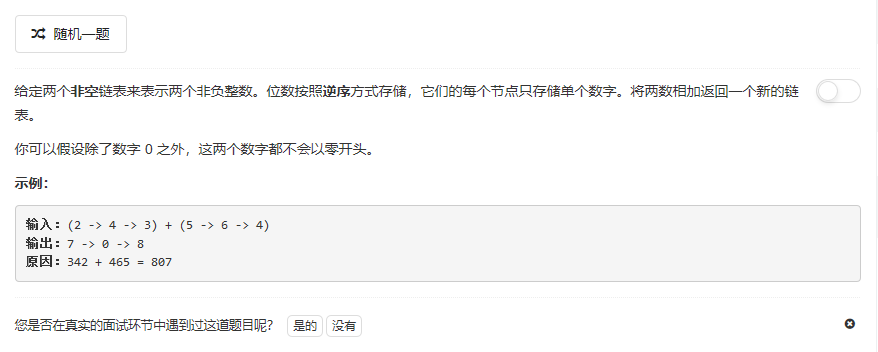 随机一题
给定两个非空链表来表示两个非负整数。位数按照逆序方式存储，它们的每个节点只存储单个数字。将两数相加返回一个新的链
表。
你可以假设除了数字 0 之外，这两个数字都不会以零开头。
示例：
输入：(2 -> 4 -> 3) + (5 -> 6 -> 4)
输出：7 -> 0 -> 8
原因：342 + 465 = 807
您是否在真实的面试环节中遇到过这道题目呢？ 是的 没有